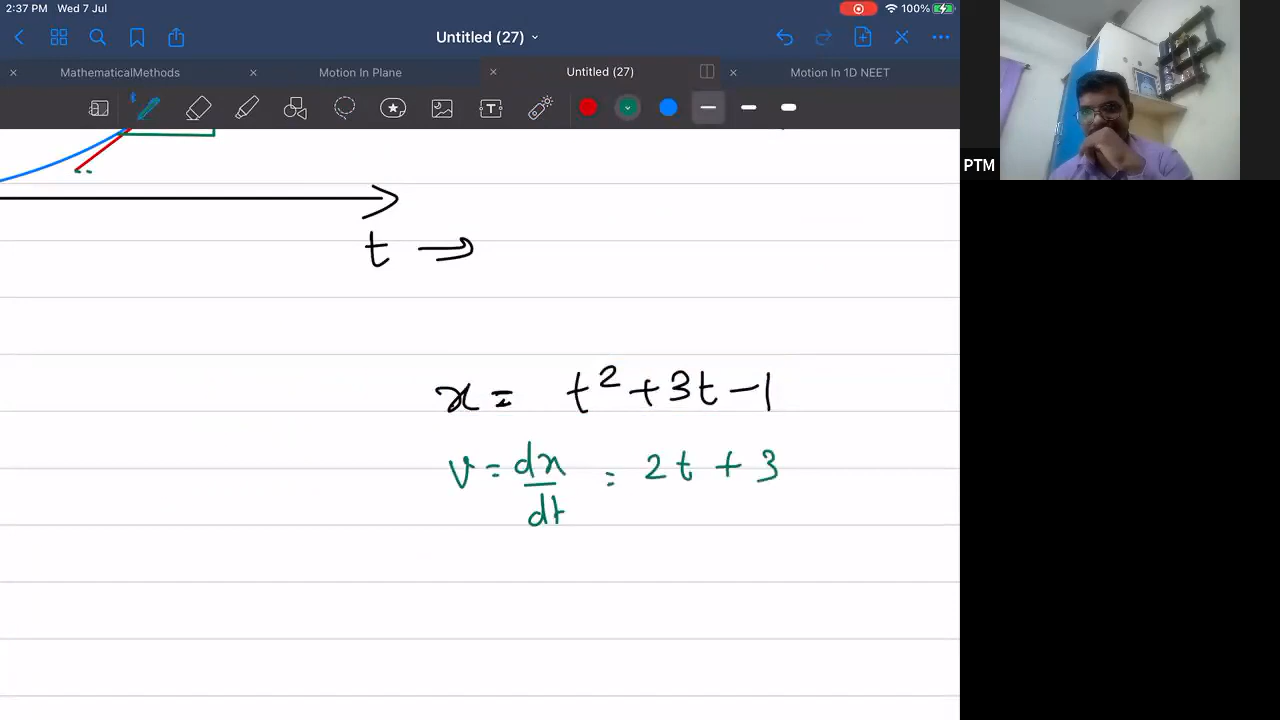 2:37 PM Wed 7 Jul
100%
Untitled (27)
MathematicalMethods
Motion In Plane
Untitled (27)
Motion In 1D NEET
PTM
t →
x = t² + 3t − 1
v = dx/dt = 2t + 3